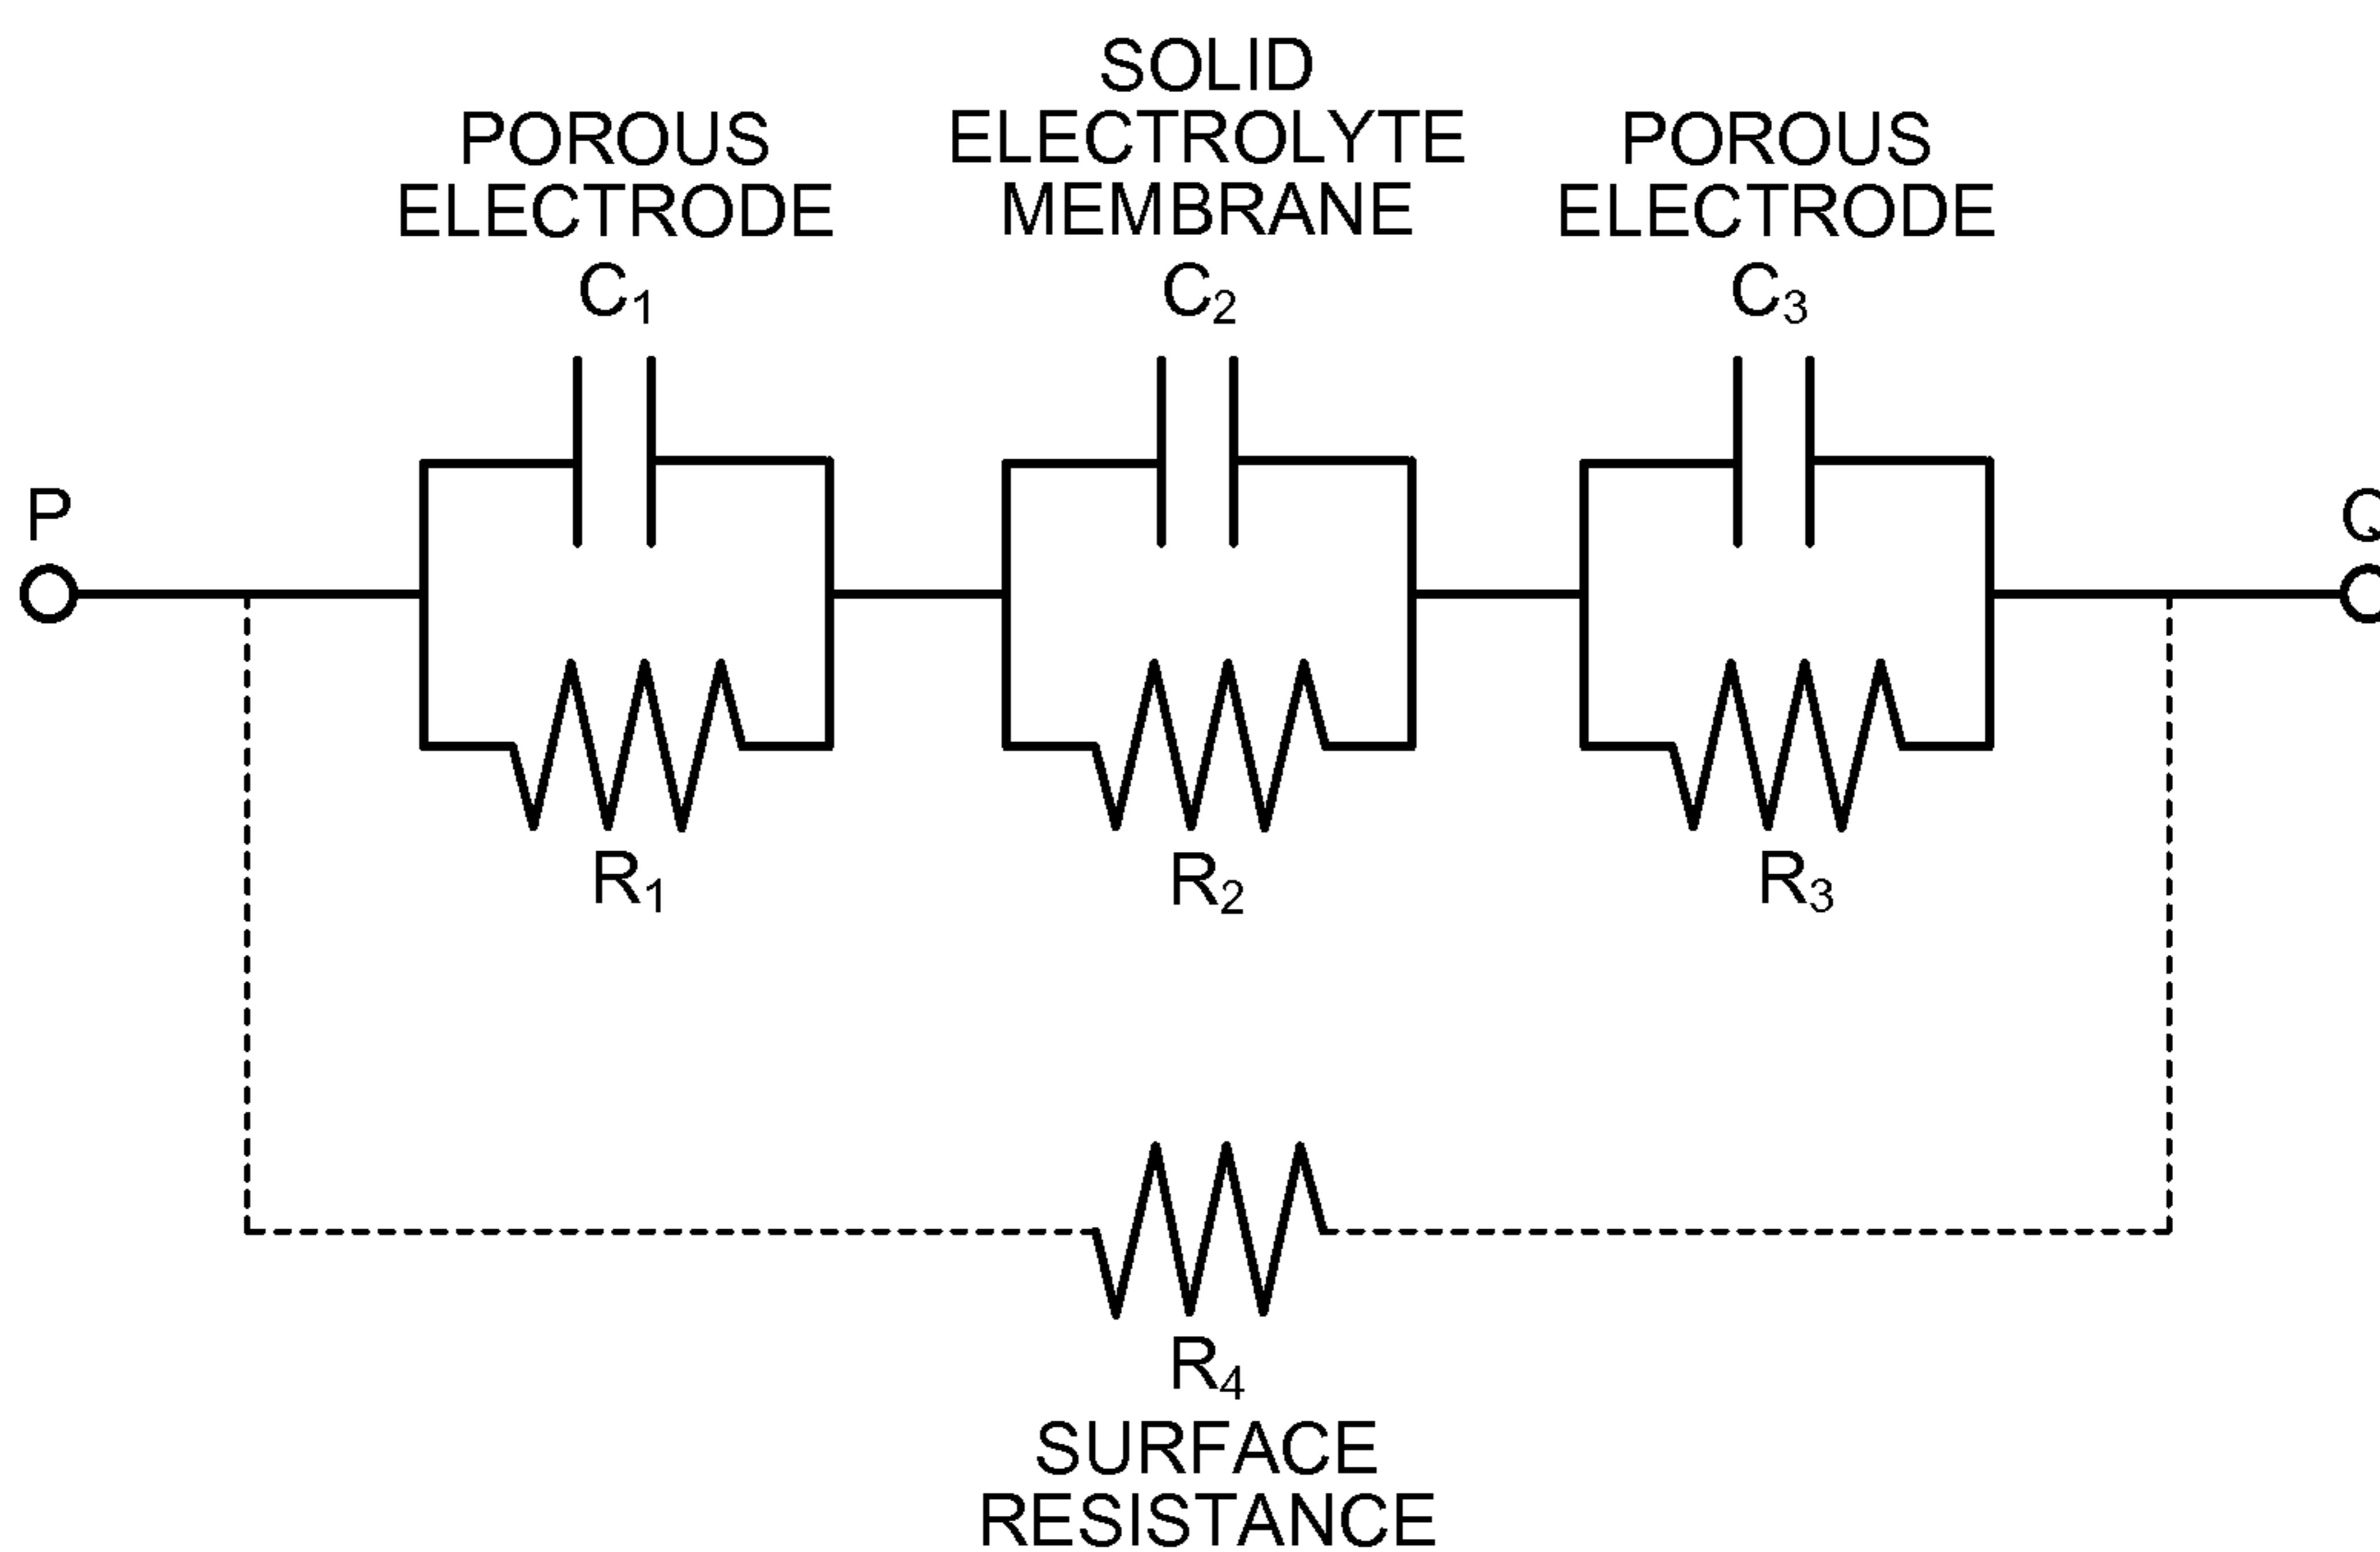 POROUS
ELECTRODE
C₁
SOLID
ELECTROLYTE
MEMBRANE
C₂
POROUS
ELECTRODE
C₃
P
Q
R₁
R₂
R₃
R₄
SURFACE
RESISTANCE